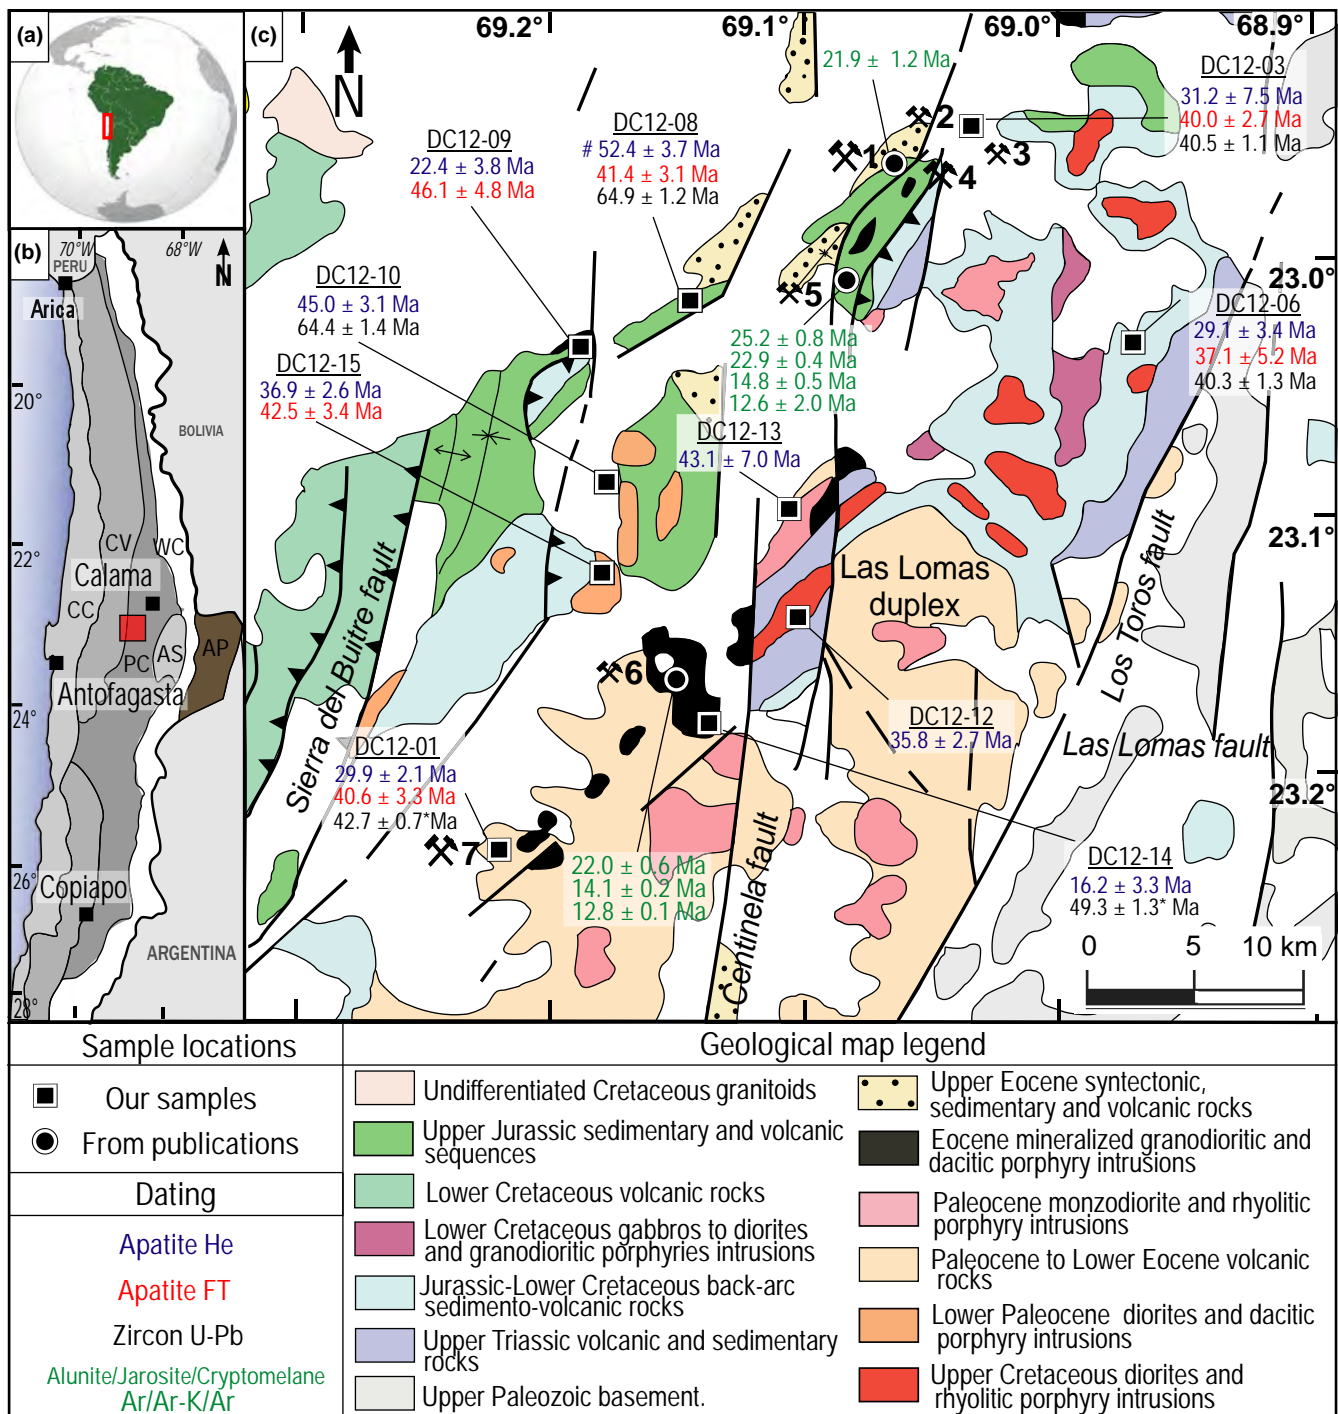 (a)
(b)
70°W
68°W
N
PERU
Arica
20°
BOLIVIA
22°
CV
WC
Calama
CC
AP
PC
AS
Antofagasta
24°
26°
Copiapo
ARGENTINA
28°
(c)
N
69.2°
69.1°
69.0°
68.9°
21.9 ± 1.2 Ma
DC12-03
31.2 ± 7.5 Ma
40.0 ± 2.7 Ma
40.5 ± 1.1 Ma
DC12-08
# 52.4 ± 3.7 Ma
41.4 ± 3.1 Ma
64.9 ± 1.2 Ma
DC12-09
22.4 ± 3.8 Ma
46.1 ± 4.8 Ma
2
1
3
4
5
23.0°
DC12-10
45.0 ± 3.1 Ma
64.4 ± 1.4 Ma
DC12-06
29.1 ± 3.4 Ma
37.1 ± 5.2 Ma
40.3 ± 1.3 Ma
DC12-15
36.9 ± 2.6 Ma
42.5 ± 3.4 Ma
25.2 ± 0.8 Ma
22.9 ± 0.4 Ma
14.8 ± 0.5 Ma
12.6 ± 2.0 Ma
DC12-13
43.1 ± 7.0 Ma
23.1°
Las Lomas
duplex
Sierra del Buitre fault
Los Toros fault
6
DC12-12
35.8 ± 2.7 Ma
Las Lomas fault
DC12-01
29.9 ± 2.1 Ma
40.6 ± 3.3 Ma
42.7 ± 0.7*Ma
23.2°
7
22.0 ± 0.6 Ma
14.1 ± 0.2 Ma
12.8 ± 0.1 Ma
Centinela fault
DC12-14
16.2 ± 3.3 Ma
49.3 ± 1.3* Ma
0 5 10 km
Sample locations
Our samples
From publications
Dating
Apatite He
Apatite FT
Zircon U-Pb
Alunite/Jarosite/Cryptomelane
Ar/Ar-K/Ar
Geological map legend
Undifferentiated Cretaceous granitoids
Upper Jurassic sedimentary and volcanic
sequences
Lower Cretaceous volcanic rocks
Lower Cretaceous gabbros to diorites
and granodioritic porphyries intrusions
Jurassic-Lower Cretaceous back-arc
sedimento-volcanic rocks
Upper Triassic volcanic and sedimentary
rocks
Upper Paleozoic basement.
Upper Eocene syntectonic,
sedimentary and volcanic rocks
Eocene mineralized granodioritic and
dacitic porphyry intrusions
Paleocene monzodiorite and rhyolitic
porphyry intrusions
Paleocene to Lower Eocene volcanic
rocks
Lower Paleocene diorites and dacitic
porphyry intrusions
Upper Cretaceous diorites and
rhyolitic porphyry intrusions